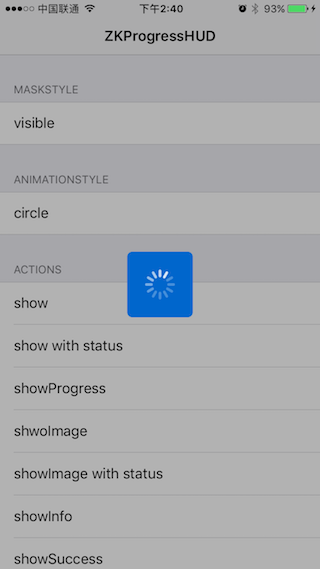 中国联通 下午2:40 93%
ZKProgressHUD
MASKSTYLE
visible
ANIMATIONSTYLE
circle
ACTIONS
show
show with status
showProgress
shwoImage
showImage with status
showInfo
showSuccess